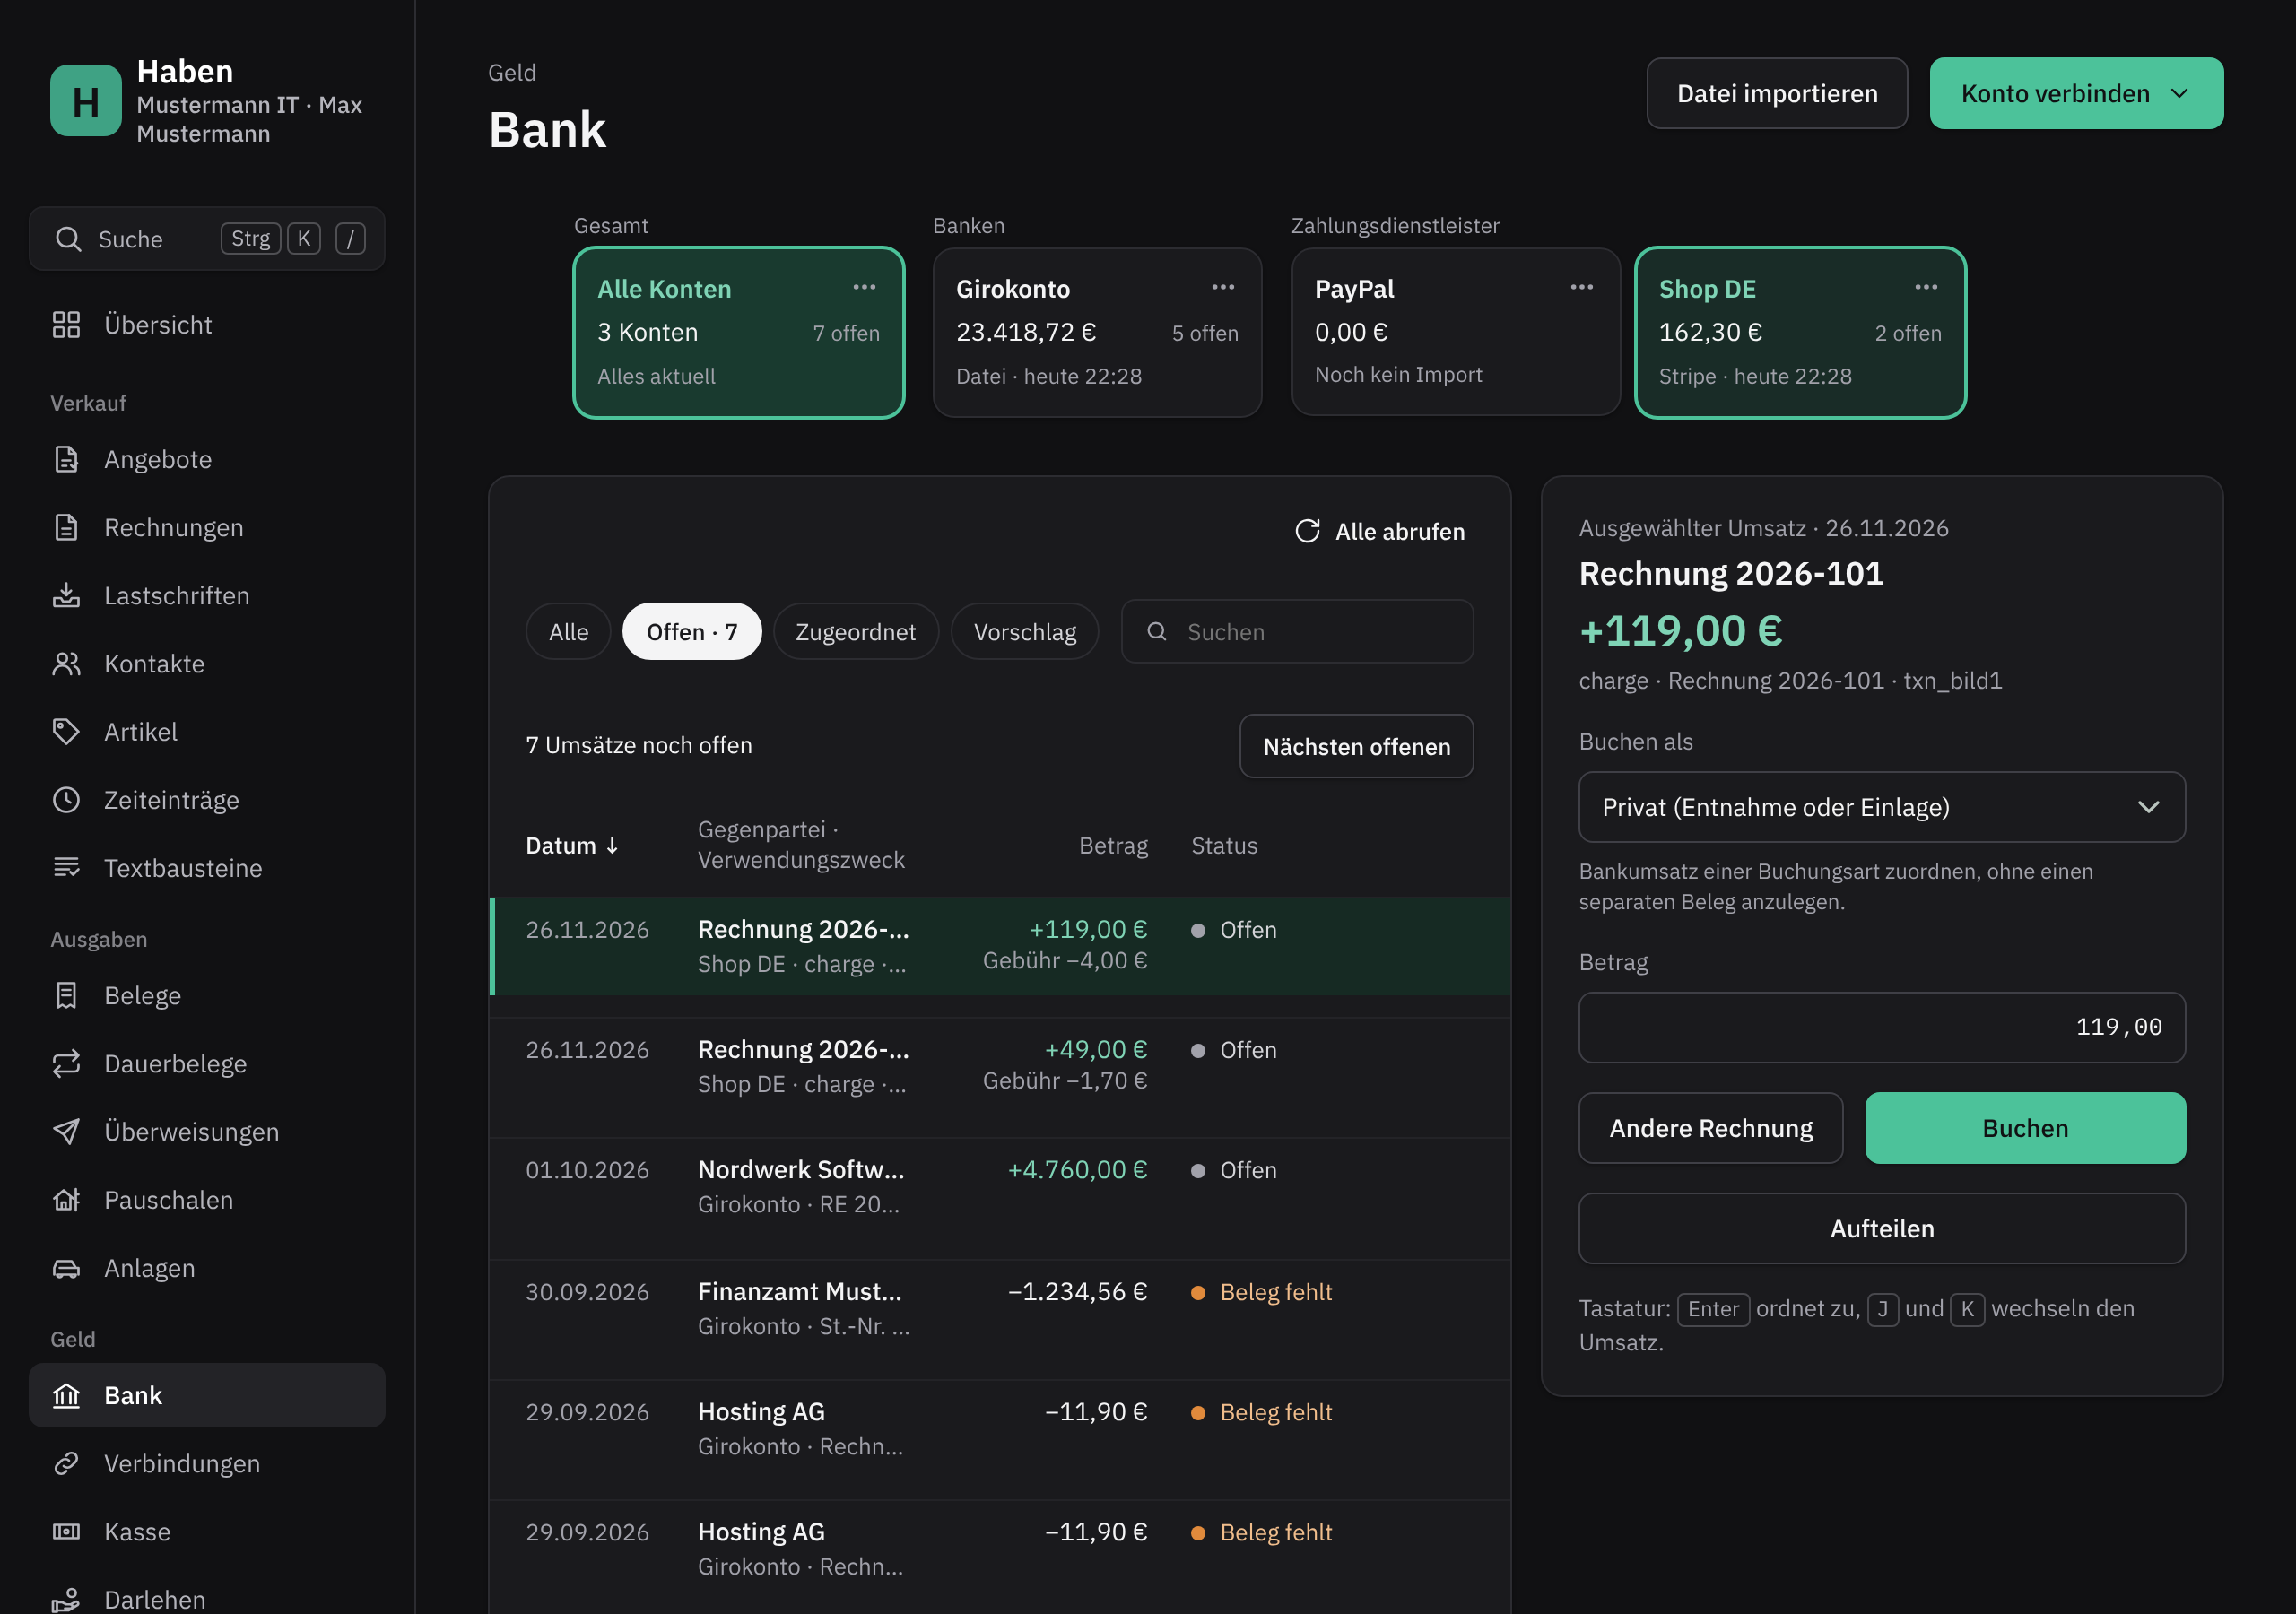 H
Haben
Mustermann IT · Max
Mustermann
Suche Strg K /
Übersicht
Verkauf
Angebote
Rechnungen
Lastschriften
Kontakte
Artikel
Zeiteinträge
Textbausteine
Ausgaben
Belege
Dauerbelege
Überweisungen
Pauschalen
Anlagen
Geld
Bank
Verbindungen
Kasse
Darlehen
Geld
Bank
Datei importieren
Konto verbinden
Gesamt
Alle Konten ···
3 Konten 7 offen
Alles aktuell
Banken
Girokonto ···
23.418,72 € 5 offen
Datei · heute 22:28
Zahlungsdienstleister
PayPal ···
0,00 €
Noch kein Import
Shop DE ···
162,30 € 2 offen
Stripe · heute 22:28
Alle abrufen
Alle Offen · 7 Zugeordnet Vorschlag Suchen
7 Umsätze noch offen Nächsten offenen
Datum ↓ Gegenpartei · Verwendungszweck Betrag Status
26.11.2026 Rechnung 2026-... +119,00 € Offen
Shop DE · charge ·... Gebühr −4,00 €
26.11.2026 Rechnung 2026-... +49,00 € Offen
Shop DE · charge ·... Gebühr −1,70 €
01.10.2026 Nordwerk Softw... +4.760,00 € Offen
Girokonto · RE 20...
30.09.2026 Finanzamt Must... −1.234,56 € Beleg fehlt
Girokonto · St.-Nr. ...
29.09.2026 Hosting AG −11,90 € Beleg fehlt
Girokonto · Rechn...
29.09.2026 Hosting AG −11,90 € Beleg fehlt
Girokonto · Rechn...
Ausgewählter Umsatz · 26.11.2026
Rechnung 2026-101
+119,00 €
charge · Rechnung 2026-101 · txn_bild1
Buchen als
Privat (Entnahme oder Einlage)
Bankumsatz einer Buchungsart zuordnen, ohne einen
separaten Beleg anzulegen.
Betrag
119,00
Andere Rechnung Buchen
Aufteilen
Tastatur: Enter ordnet zu, J und K wechseln den
Umsatz.